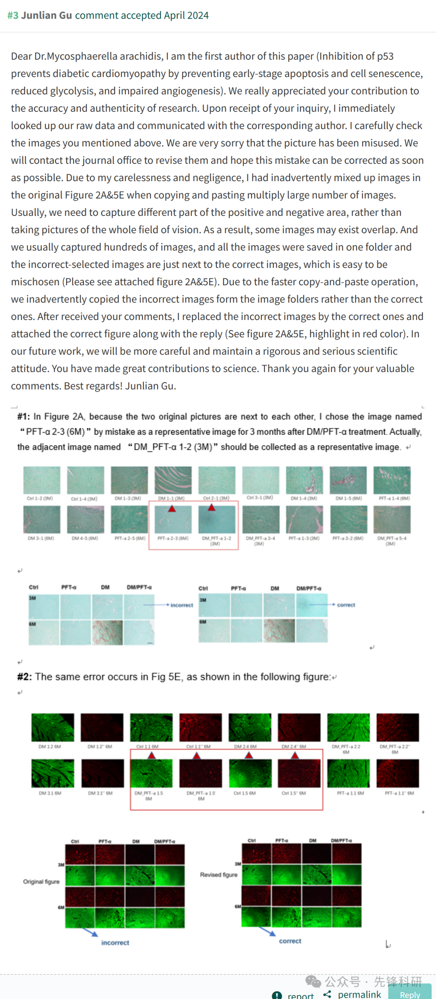 #3 Junlian Gu comment accepted April 2024
Dear Dr.Mycosphaerella arachidis, I am the first author of this paper (Inhibition of p53
prevents diabetic cardiomyopathy by preventing early-stage apoptosis and cell senescence,
reduced glycolysis, and impaired angiogenesis). We really appreciated your contribution to
the accuracy and authenticity of research. Upon receipt of your inquiry, I immediately
looked up our raw data and communicated with the corresponding author. I carefully check
the images you mentioned above. We are very sorry that the picture has been misused. We
will contact the journal office to revise them and hope this mistake can be corrected as soon
as possible. Due to my carelessness and negligence, I had inadvertently mixed up images in
the original Figure 2A&5E when copying and pasting multiply large number of images.
Usually, we need to capture different part of the positive and negative area, rather than
taking pictures of the whole field of vision. As a result, some images may exist overlap. And
we usually captured hundreds of images, and all the images were saved in one folder and
the incorrect-selected images are just next to the correct images, which is easy to be
mischosen (Please see attached figure 2A&5E). Due to the faster copy-and-paste operation,
we inadvertently copied the incorrect images form the image folders rather than the correct
ones. After received your comments, I replaced the incorrect images by the correct ones and
attached the correct figure along with the reply (See figure 2A&5E, highlight in red color). In
our future work, we will be more careful and maintain a rigorous and serious scientific
attitude. You have made great contributions to science. Thank you again for your valuable
comments. Best regards! Junlian Gu.
#1: In Figure 2A, because the two original pictures are next to each other, I chose the image named
“PFT-α 2-3 (6M)” by mistake as a representative image for 3 months after DM/PFT-α treatment. Actually,
the adjacent image named “DM_PFT-α 1-2 (3M)” should be collected as a representative image.
Ctrl 1-2 (3M) Ctrl 1-4 (3M) DM 1-3 (3M) DM 1-1 (3M) Ctrl 2-1 (3M) Ctrl 3-1 (3M) DM 1-4 (3M) DM 1-5 (6M) PFT-a 1-4 (6M)
DM 3-1 (6M) DM 4-5 (6M) PFT-a 2-5 (6M) PFT-a 2-3 (6M) DM_PFT-a 1-2 (3M) DM_PFT-a 3-4 (3M) PFT-a 1-3 (3M) PFT-a 3-2 (6M) DM_PFT-a 5-4 (3M)
Ctrl PFT-α DM DM/PFT-α
3M
incorrect
6M
Ctrl PFT-α DM DM/PFT-α
3M
correct
6M
#2: The same error occurs in Fig 5E, as shown in the following figure:
DM 1.2 6M DM 1.2'' 6M Ctrl 1.1 6M Ctrl 1.1'' 6M DM 2.4 6M DM 2.4'' 6M DM_PFT-a 2.2 6M DM_PFT-a 2.2'' 6M
DM 3.1 6M DM 3.1'' 6M DM_PFT-a 1.5 6M DM_PFT-a 1.5' 6M Ctrl 1.5 6M Ctrl 1.5'' 6M PFT-a 1.1 6M PFT-a 1.1'' 6M
Ctrl PFT-α DM DM/PFT-α
3M
Original figure
6M
incorrect
Ctrl PFT-α DM DM/PFT-α
3M
Revised figure
6M
correct
公众号 · 先锋科研
report permalink Reply